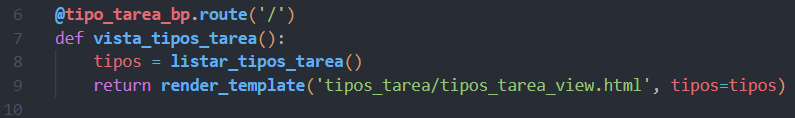 6 @tipo_tarea_bp.route('/')
7 def vista_tipos_tarea():
8     tipos = listar_tipos_tarea()
9     return render_template('tipos_tarea/tipos_tarea_view.html', tipos=tipos)
10